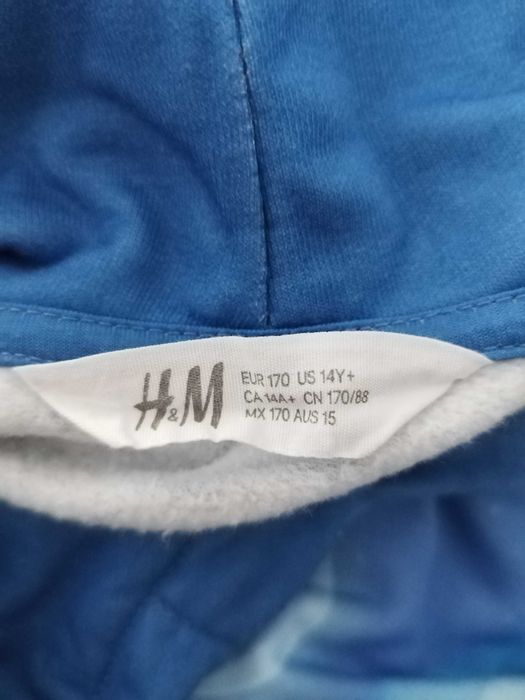 H&M
EUR 170 US 14Y+
CA 14A+ CN 170/88
MX 170 AUS 15